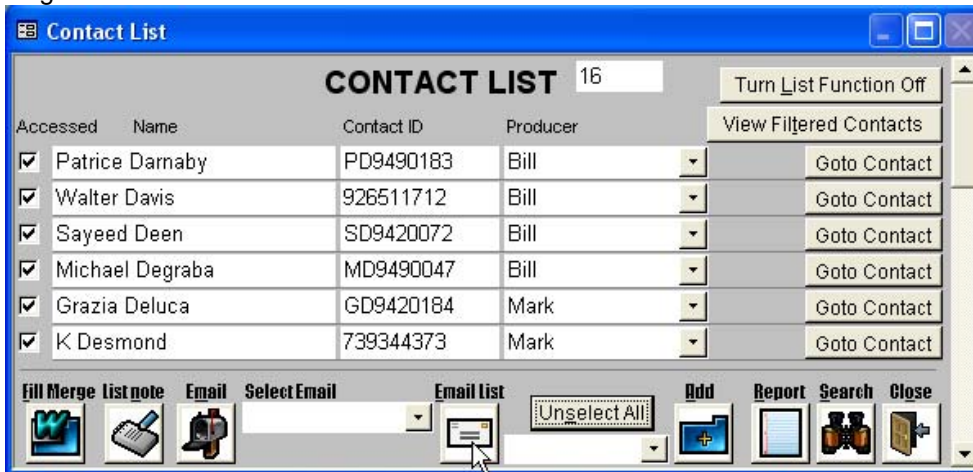 Contact List
CONTACT LIST 16 Turn List Function Off
Accessed Name Contact ID Producer View Filtered Contacts
Patrice Darnaby PD9490183 Bill Goto Contact
Walter Davis 926511712 Bill Goto Contact
Sayeed Deen SD9420072 Bill Goto Contact
Michael Degraba MD9490047 Bill Goto Contact
Grazia Deluca GD9420184 Mark Goto Contact
K Desmond 739344373 Mark Goto Contact
Fill Merge List note Email Select Email Email List Unselect All Add Report Search Close
W